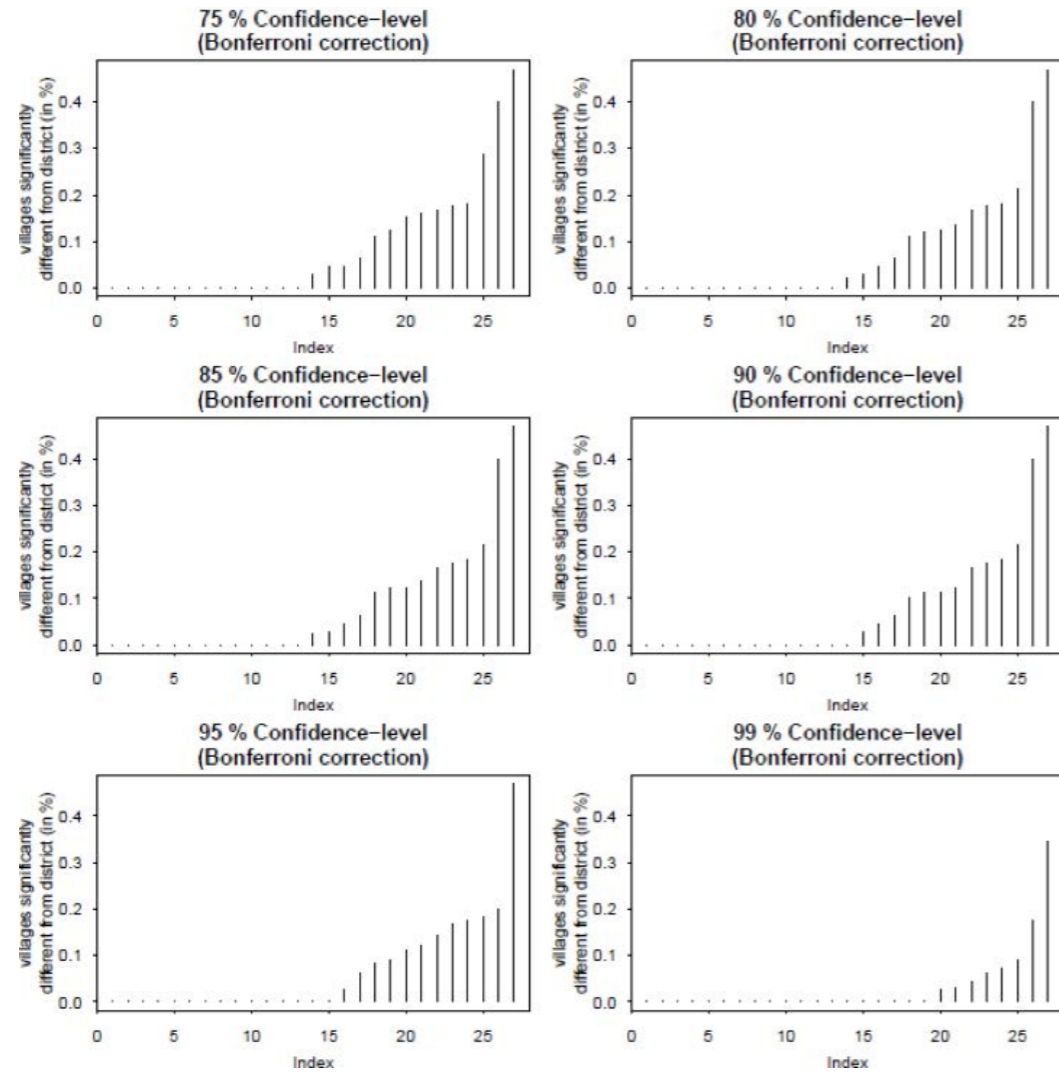 75 % Confidence−level
(Bonferroni correction)
villages significantly
different from district (in %)
0.0
0.1
0.2
0.3
0.4
0
5
10
15
20
25
Index
80 % Confidence−level
(Bonferroni correction)
villages significantly
different from district (in %)
0.0
0.1
0.2
0.3
0.4
0
5
10
15
20
25
Index
85 % Confidence−level
(Bonferroni correction)
villages significantly
different from district (in %)
0.0
0.1
0.2
0.3
0.4
0
5
10
15
20
25
Index
90 % Confidence−level
(Bonferroni correction)
villages significantly
different from district (in %)
0.0
0.1
0.2
0.3
0.4
0
5
10
15
20
25
Index
95 % Confidence−level
(Bonferroni correction)
villages significantly
different from district (in %)
0.0
0.1
0.2
0.3
0.4
0
5
10
15
20
25
Index
99 % Confidence−level
(Bonferroni correction)
villages significantly
different from district (in %)
0.0
0.1
0.2
0.3
0.4
0
5
10
15
20
25
Index